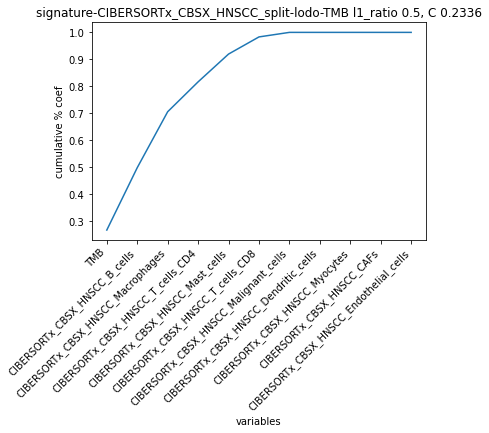 signature-CIBERSORTx_CBSX_HNSCC_split-lodo-TMB l1_ratio 0.5, C 0.2336
cumulative % coef
1.0
0.9
0.8
0.7
0.6
0.5
0.4
0.3
TMB
CIBERSORTx_CBSX_HNSCC_B_cells
CIBERSORTx_CBSX_HNSCC_Macrophages
CIBERSORTx_CBSX_HNSCC_T_cells_CD4
CIBERSORTx_CBSX_HNSCC_Mast_cells
CIBERSORTx_CBSX_HNSCC_T_cells_CD8
CIBERSORTx_CBSX_HNSCC_Malignant_cells
CIBERSORTx_CBSX_HNSCC_Dendritic_cells
CIBERSORTx_CBSX_HNSCC_Myocytes
CIBERSORTx_CBSX_HNSCC_CAFs
CIBERSORTx_CBSX_HNSCC_Endothelial_cells
variables